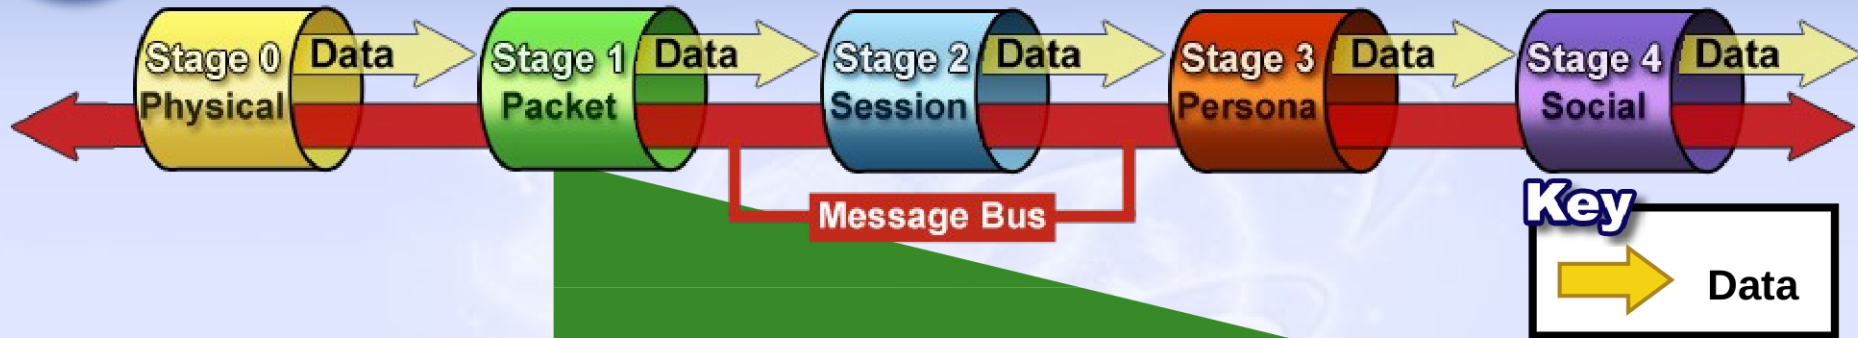 Stage 0
Physical
Data
Stage 1
Packet
Data
Stage 2
Session
Data
Stage 3
Persona
Data
Stage 4
Social
Data
Message Bus
Key
Data